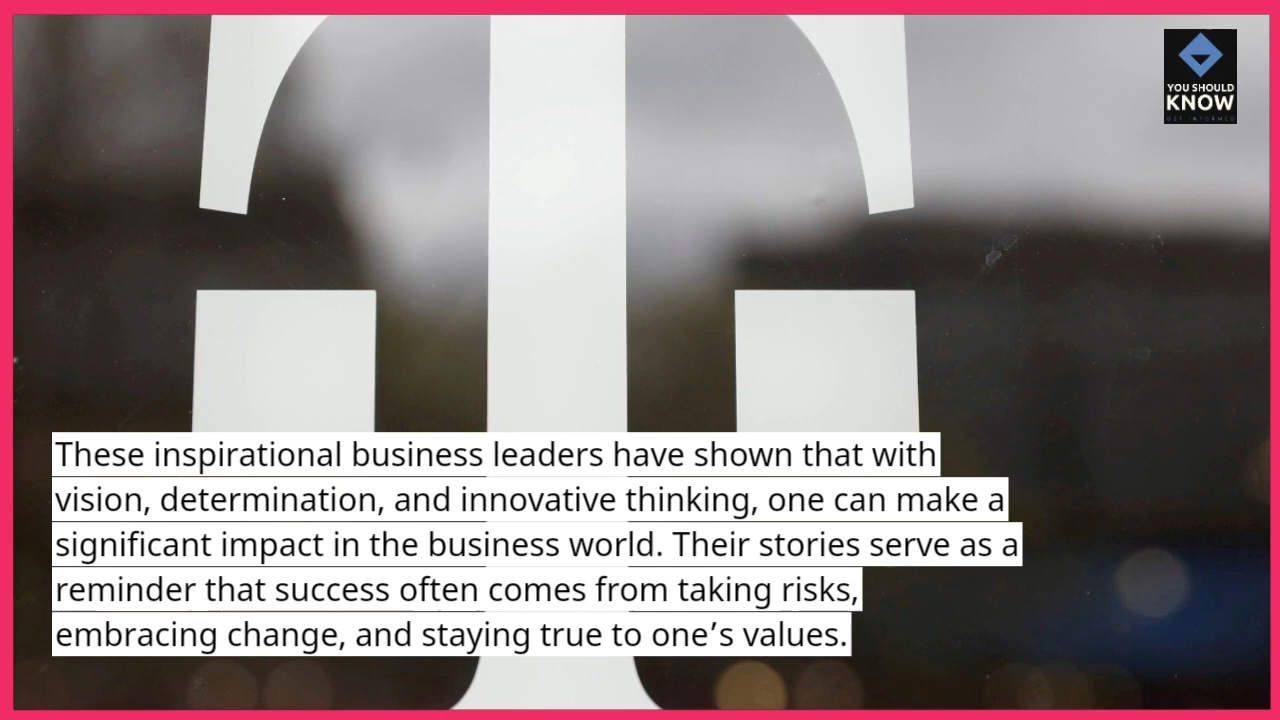 YOU SHOULD
KNOW
GET INFORMED
These inspirational business leaders have shown that with
vision, determination, and innovative thinking, one can make a
significant impact in the business world. Their stories serve as a
reminder that success often comes from taking risks,
embracing change, and staying true to one’s values.